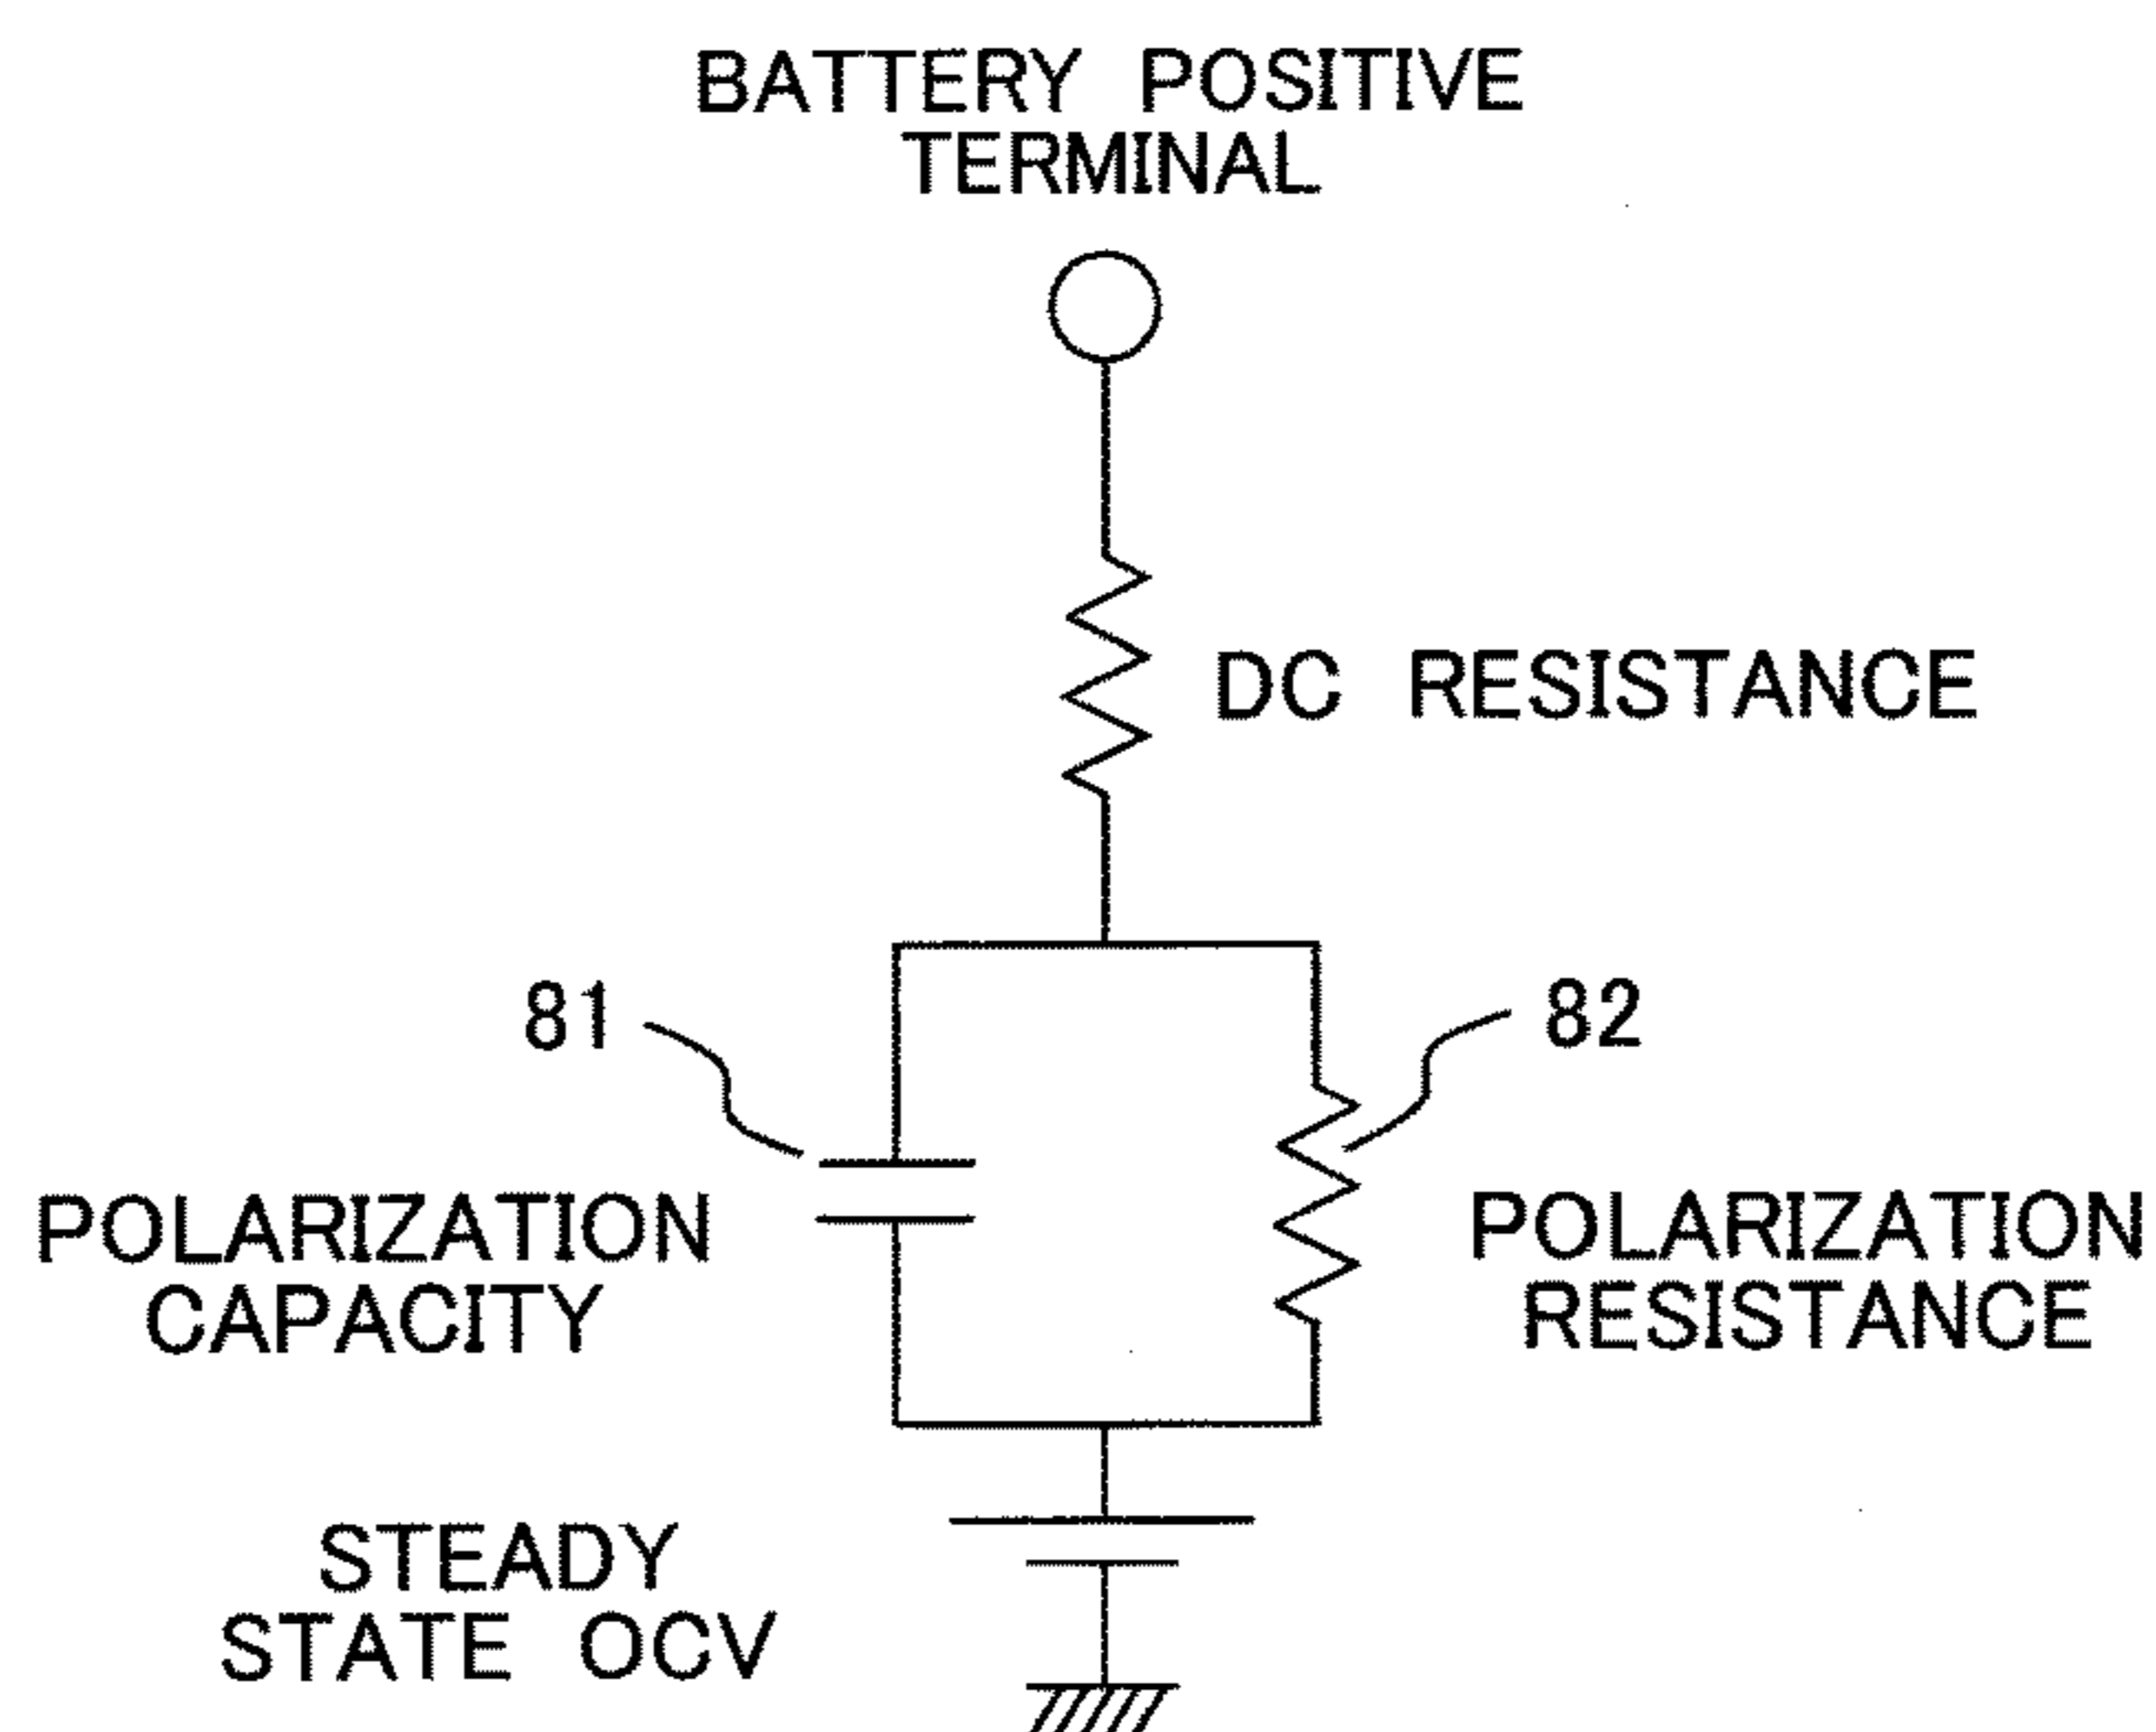 BATTERY POSITIVE
TERMINAL
DC RESISTANCE
81
82
POLARIZATION
CAPACITY
POLARIZATION
RESISTANCE
STEADY
STATE OCV